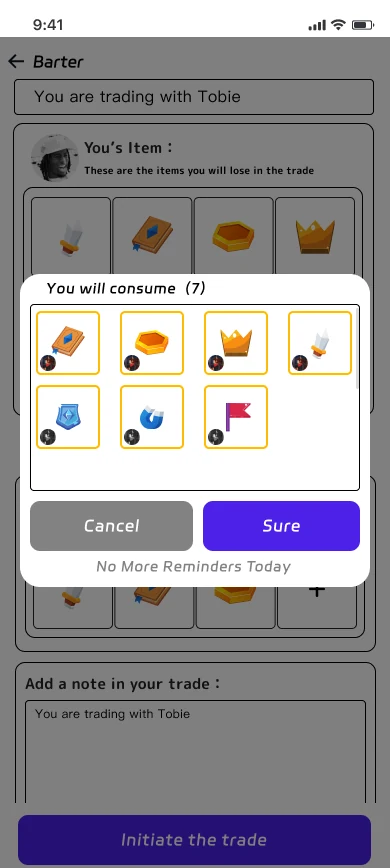 9:41
Barter
You are trading with Tobie
You's Item：
These are the items you will lose in the trade
You will consume（7）
Cancel
Sure
No More Reminders Today
Add a note in your trade：
You are trading with Tobie
Initiate the trade